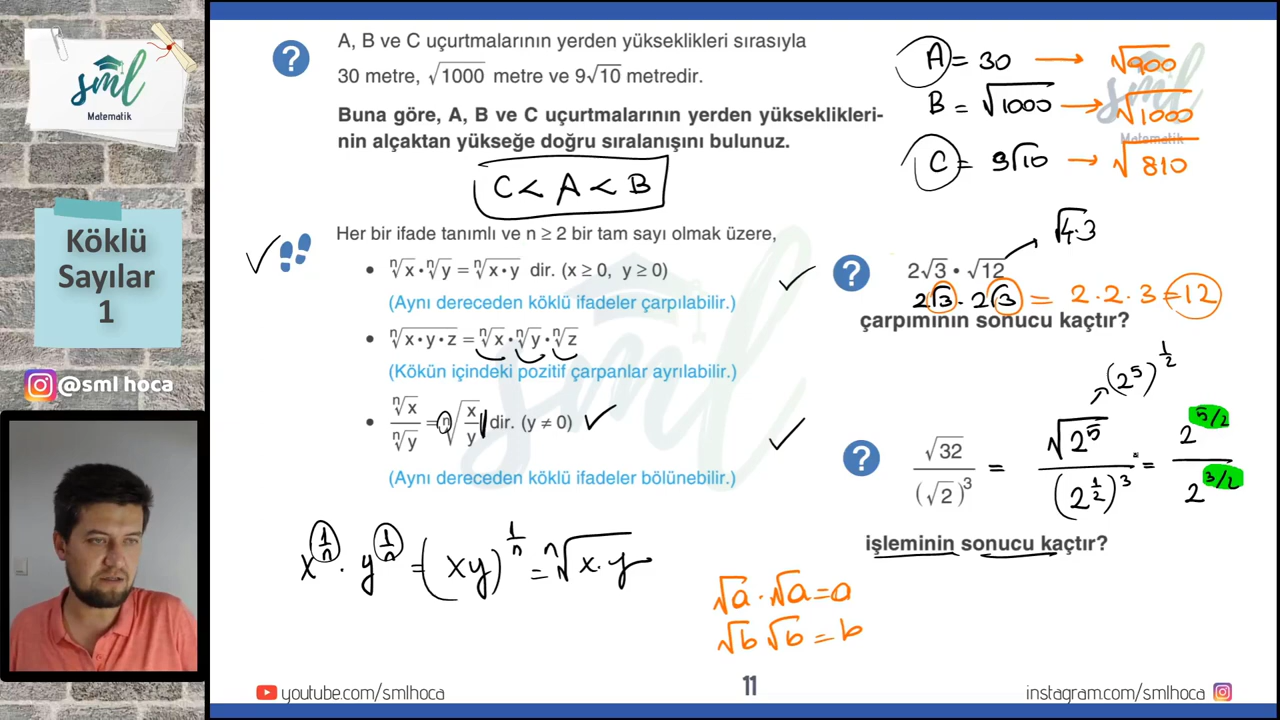 sml
Matematik
Köklü
Sayılar
1
@sml hoca
A, B ve C uçurtmalarının yerden yükseklikleri sırasıyla
30 metre, √1000 metre ve 9√10 metredir.
Buna göre, A, B ve C uçurtmalarının yerden yükseklikleri-
nin alçaktan yükseğe doğru sıralanışını bulunuz.
C < A < B
A = 30 → √900
B = √1000 → √1000
C = 9√10 → √810
Her bir ifade tanımlı ve n ≥ 2 bir tam sayı olmak üzere,
• ⁿ√x · ⁿ√y = ⁿ√(x · y) dir. (x ≥ 0, y ≥ 0)
(Aynı dereceden köklü ifadeler çarpılabilir.)
• ⁿ√(x · y · z) = ⁿ√x · ⁿ√y · ⁿ√z
(Kökün içindeki pozitif çarpanlar ayrılabilir.)
• ⁿ√x / ⁿ√y = ⁿ√(x/y) dir. (y ≠ 0)
(Aynı dereceden köklü ifadeler bölünebilir.)
x^(1/n) · y^(1/n) = (xy)^(1/n) = ⁿ√(x · y)
√4·3
2√3 · √12
2√3 · 2√3 = 2 · 2 · 3 = 12
çarpımının sonucu kaçtır?
(2⁵)^(1/2)
√32 / (√2)³ = √2⁵ / (2^(1/2))³ = 2^(5/2) / 2^(3/2)
işleminin sonucu kaçtır?
√a · √a = a
√b √b = b
youtube.com/smlhoca
11
instagram.com/smlhoca